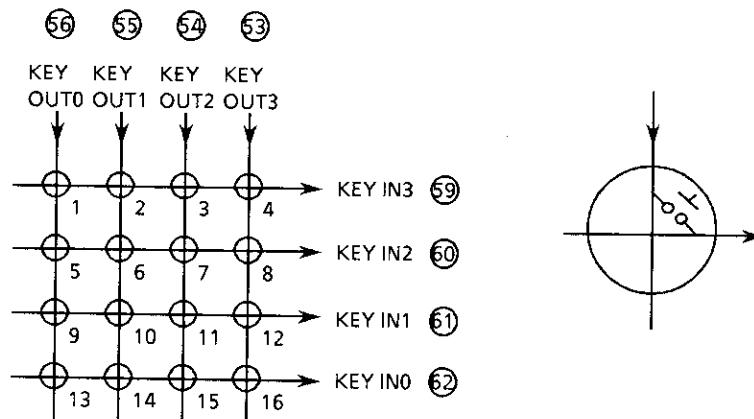 56 55 54 53
KEY KEY KEY KEY
OUT0 OUT1 OUT2 OUT3
KEY IN3 59
1 2 3 4
KEY IN2 60
5 6 7 8
KEY IN1 61
9 10 11 12
KEY IN0 62
13 14 15 16